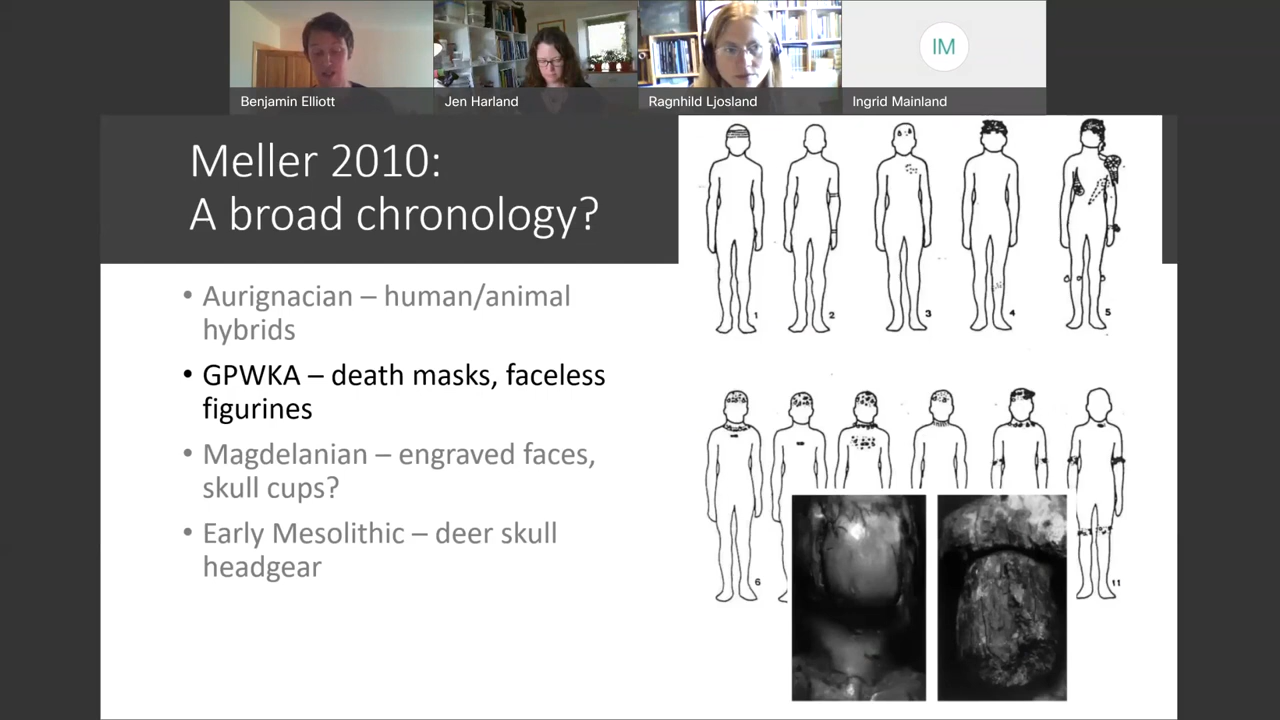 IM
Benjamin Elliott
Jen Harland
Ragnhild Ljosland
Ingrid Mainland
Meller 2010:
A broad chronology?
• Aurignacian – human/animal
hybrids
• GPWKA – death masks, faceless
figurines
• Magdelanian – engraved faces,
skull cups?
• Early Mesolithic – deer skull
headgear
1
2
3
4
5
6
11